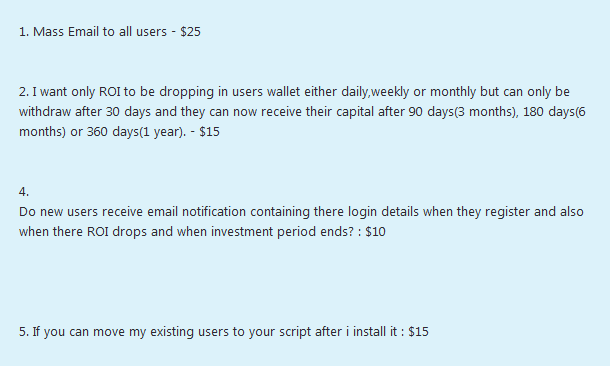 1. Mass Email to all users - $25
2. I want only ROI to be dropping in users wallet either daily,weekly or monthly but can only be
withdraw after 30 days and they can now receive their capital after 90 days(3 months), 180 days(6
months) or 360 days(1 year). - $15
4.
Do new users receive email notification containing there login details when they register and also
when there ROI drops and when investment period ends? : $10
5. If you can move my existing users to your script after i install it : $15